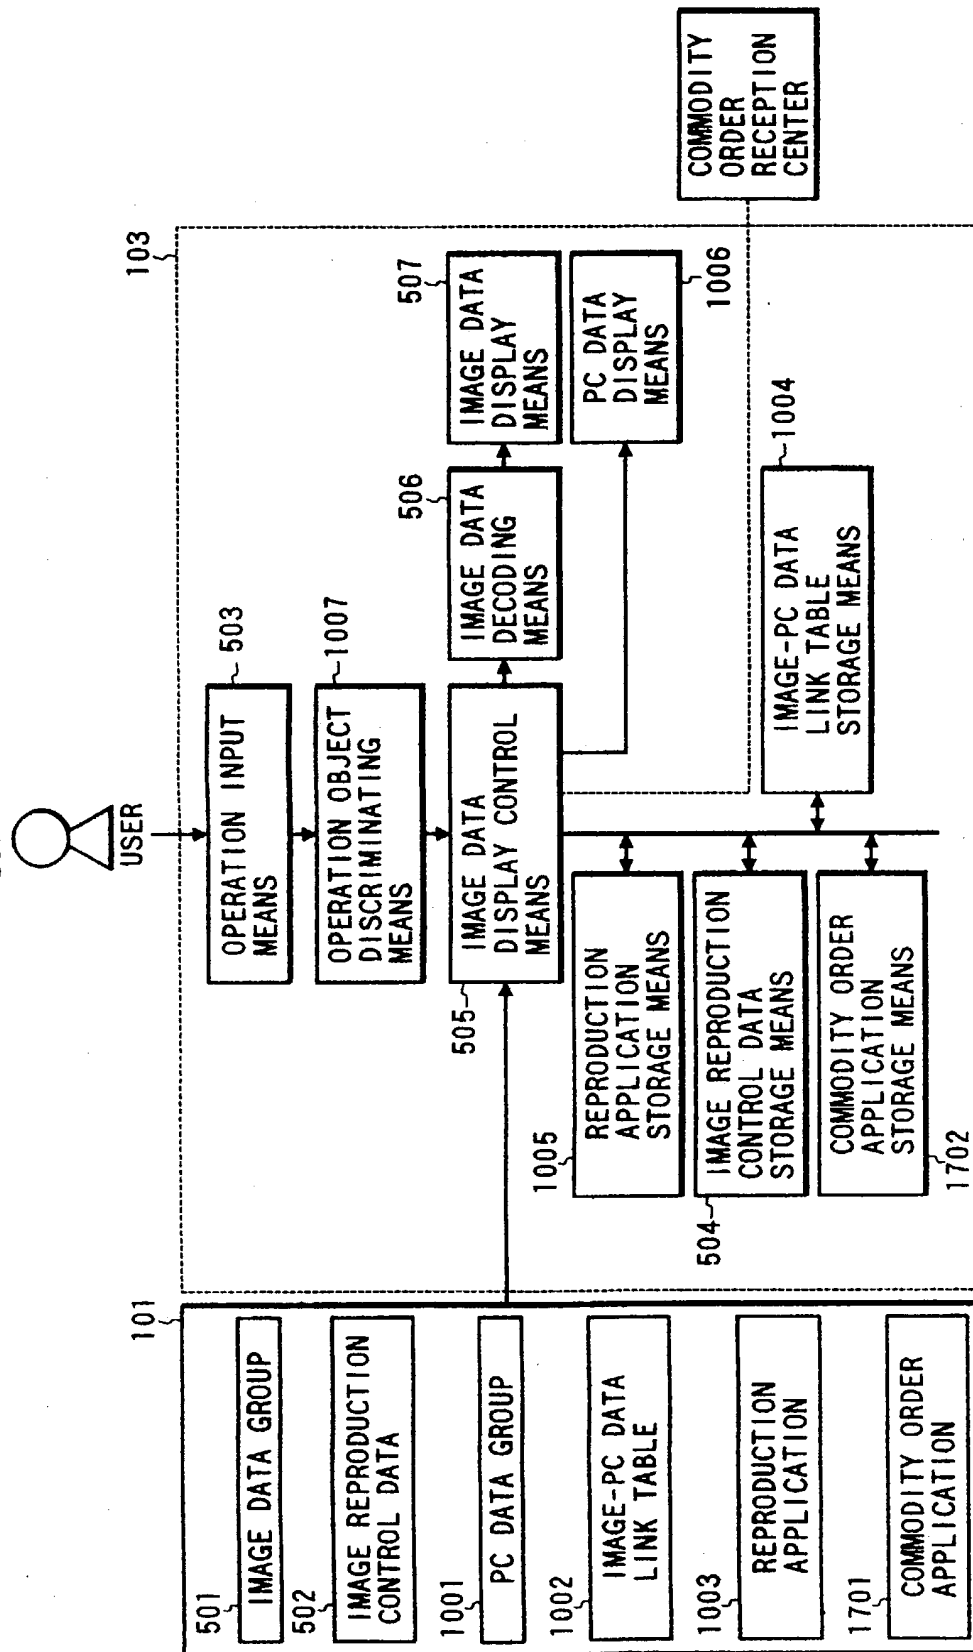 USER
101
501
IMAGE DATA GROUP
502
IMAGE REPRODUCTION
CONTROL DATA
1001
PC DATA GROUP
1002
IMAGE-PC DATA
LINK TABLE
1003
REPRODUCTION
APPLICATION
1701
COMMODITY ORDER
APPLICATION
103
503
OPERATION INPUT
MEANS
1007
OPERATION OBJECT
DISCRIMINATING
MEANS
505
IMAGE DATA
DISPLAY CONTROL
MEANS
506
IMAGE DATA
DECODING
MEANS
507
IMAGE DATA
DISPLAY
MEANS
PC DATA
DISPLAY
MEANS
1006
1005
REPRODUCTION
APPLICATION
STORAGE MEANS
504
IMAGE REPRODUCTION
CONTROL DATA
STORAGE MEANS
COMMODITY ORDER
APPLICATION
STORAGE MEANS
1702
1004
IMAGE-PC DATA
LINK TABLE
STORAGE MEANS
COMMODITY
ORDER
RECEPTION
CENTER